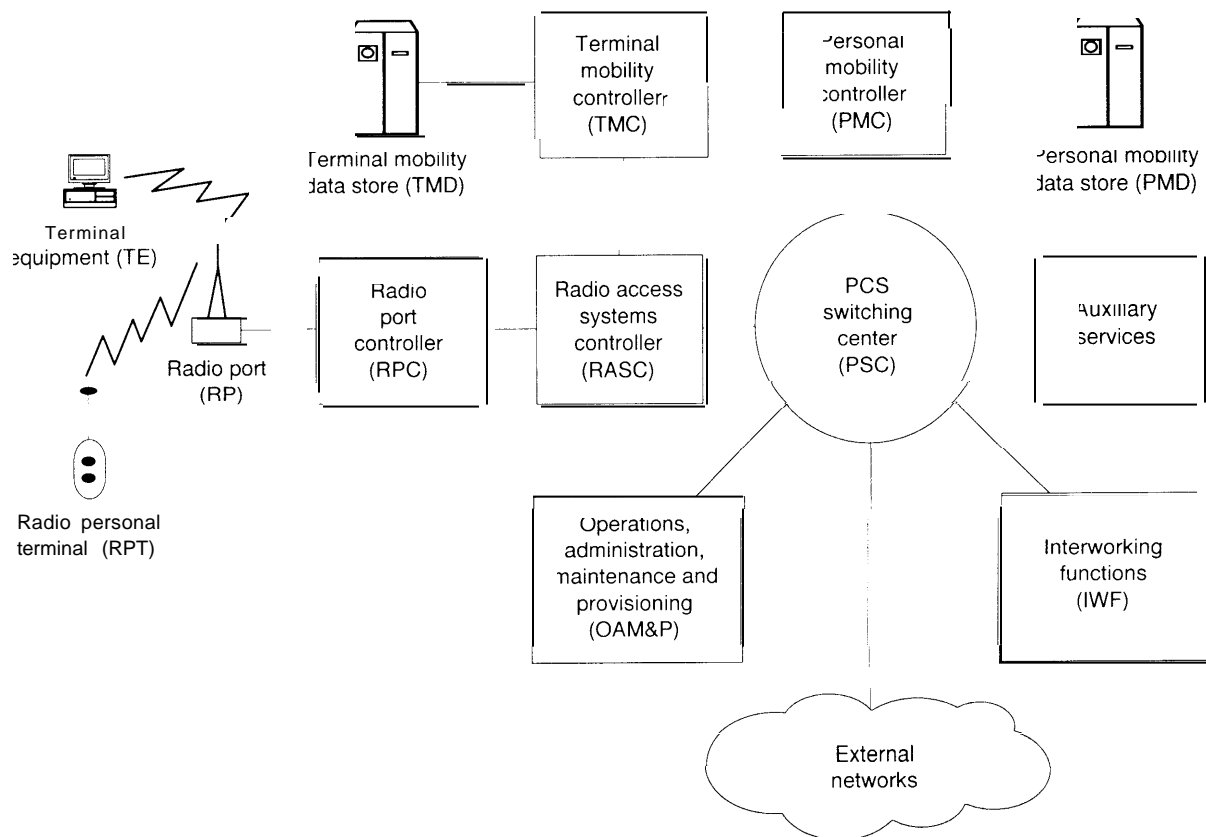 Terminal
mobility
controller
(TMC)
Personal
mobility
controller
(PMC)
Terminal mobility
data store (TMD)
Personal mobility
data store (PMD)
Terminal
equipment (TE)
Radio port
(RP)
Radio
port
controller
(RPC)
Radio access
systems
controller
(RASC)
PCS
switching
center
(PSC)
Auxiliary
services
Radio personal
terminal (RPT)
Operations,
administration,
maintenance and
provisioning
(OAM&P)
Interworking
functions
(IWF)
External
networks